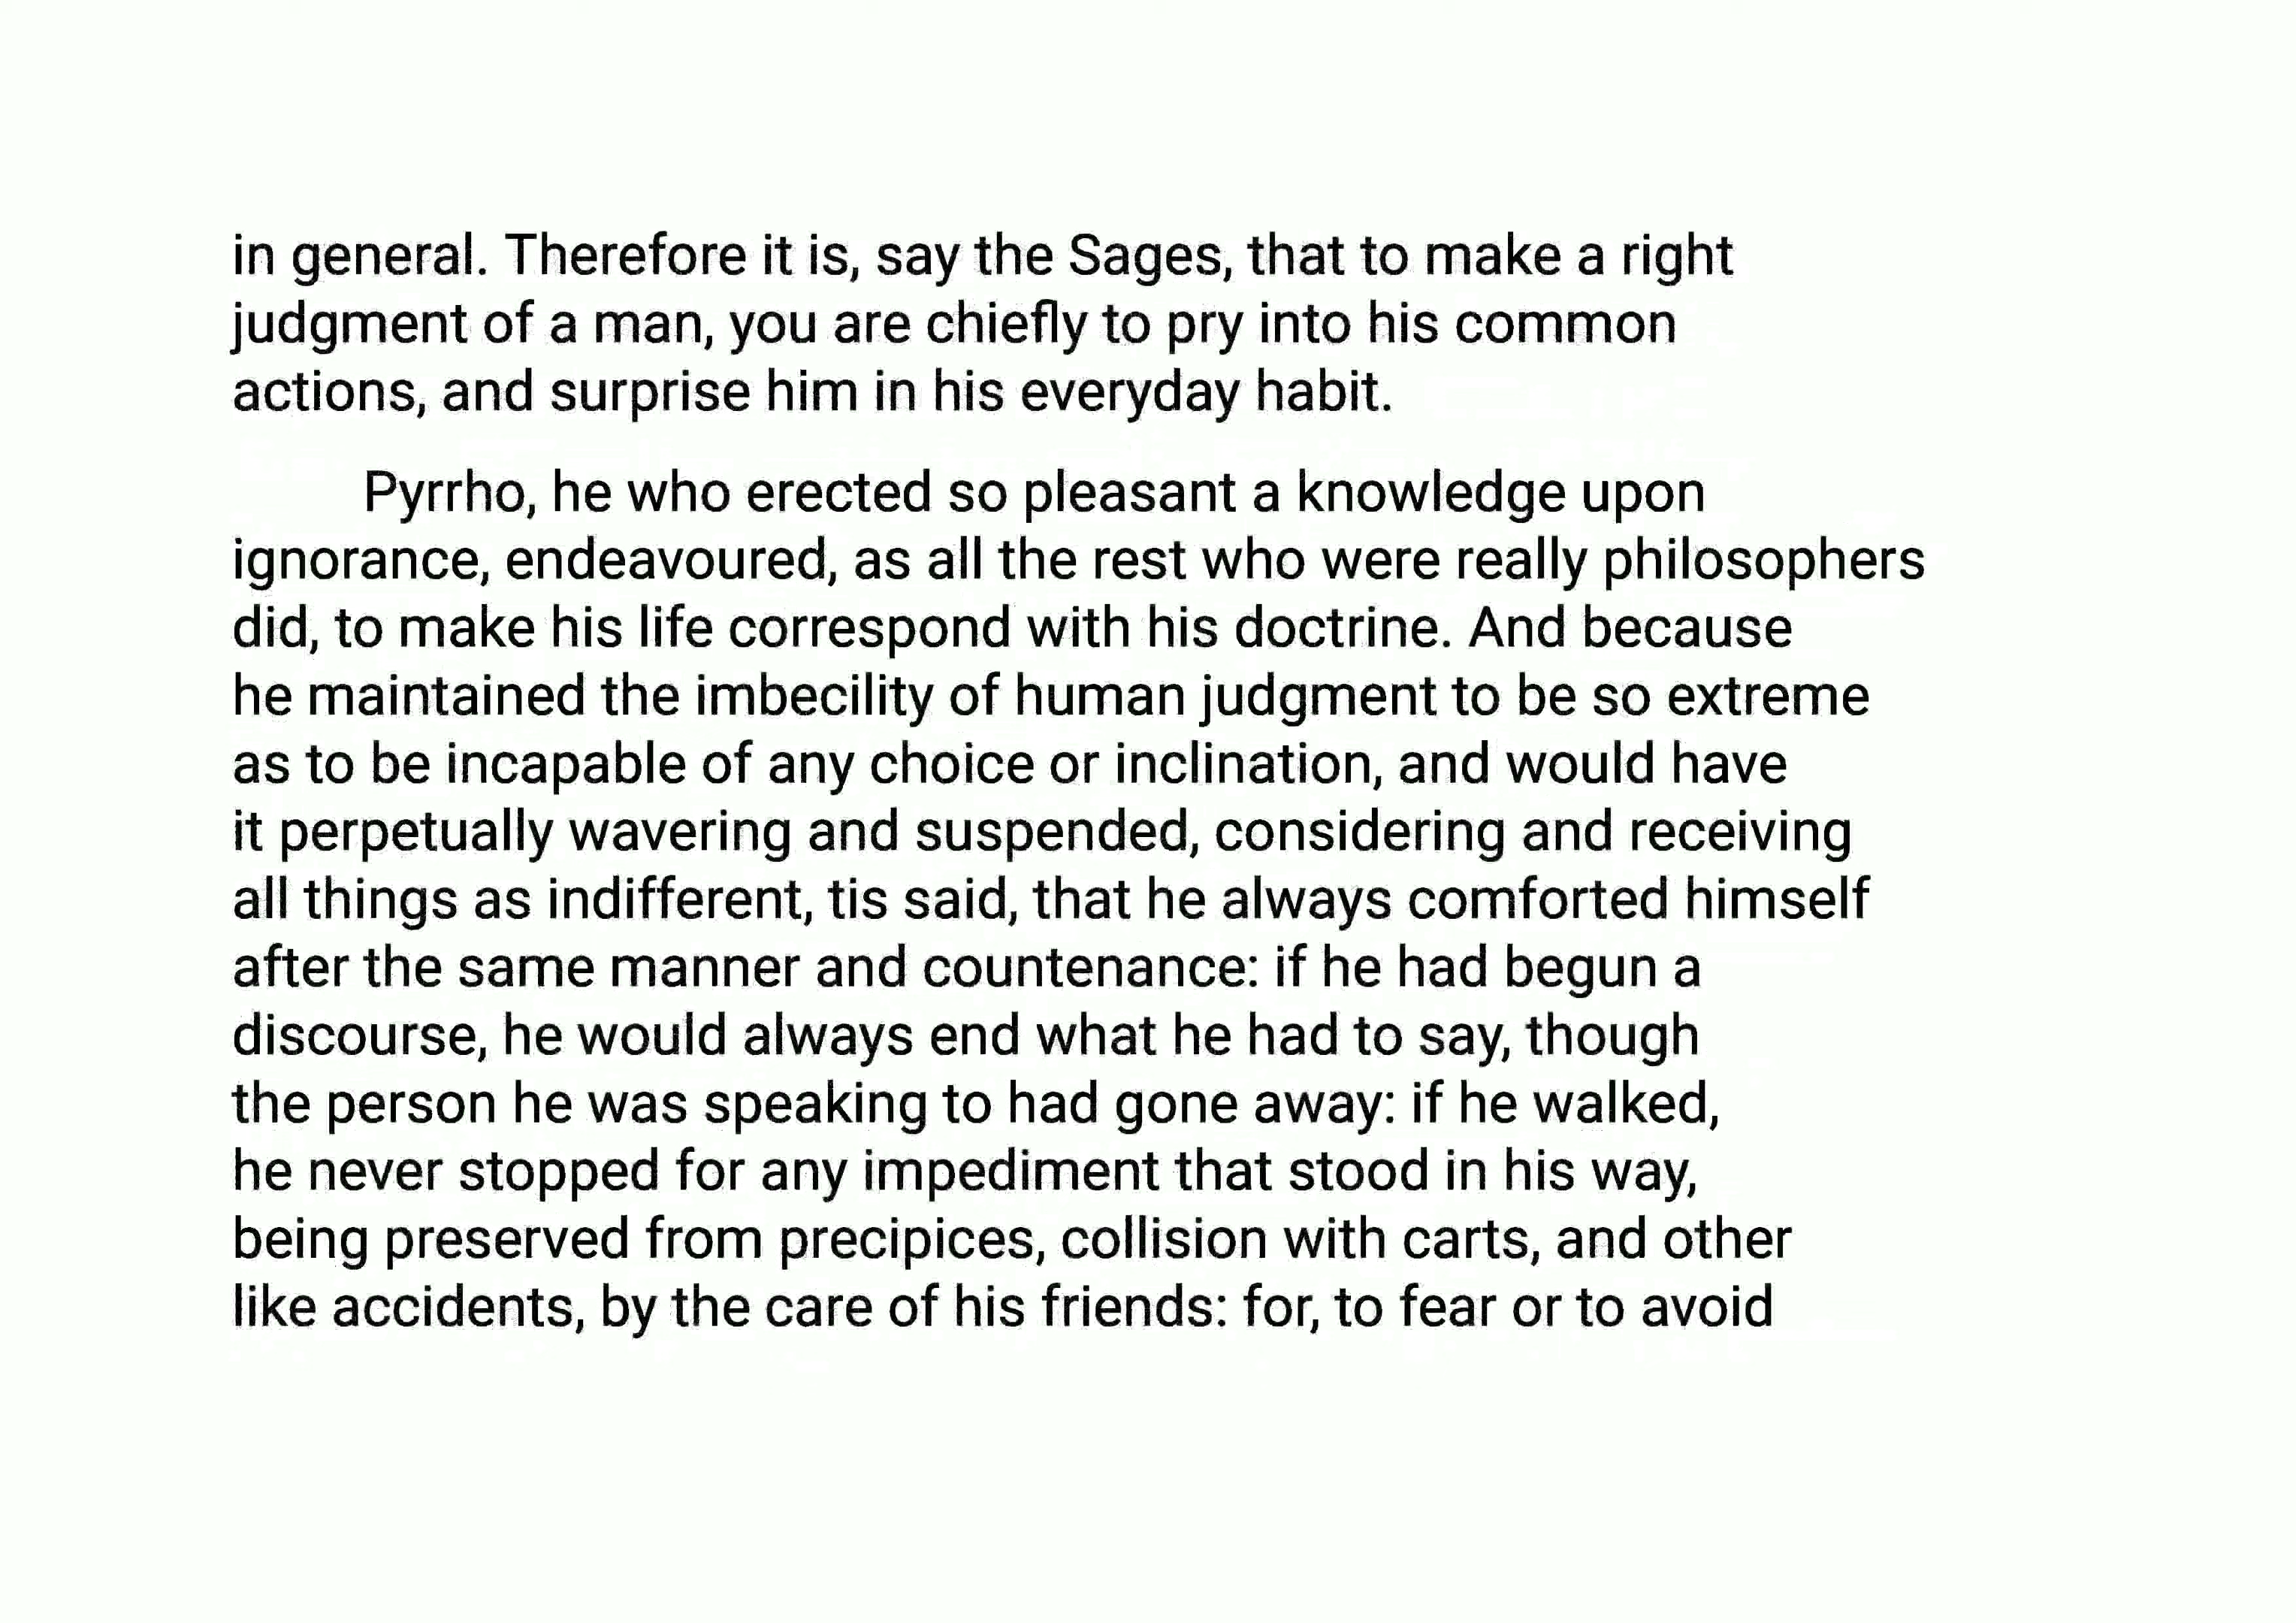 in general. Therefore it is, say the Sages, that to make a right
judgment of a man, you are chiefly to pry into his common
actions, and surprise him in his everyday habit.
Pyrrho, he who erected so pleasant a knowledge upon
ignorance, endeavoured, as all the rest who were really philosophers
did, to make his life correspond with his doctrine. And because
he maintained the imbecility of human judgment to be so extreme
as to be incapable of any choice or inclination, and would have
it perpetually wavering and suspended, considering and receiving
all things as indifferent, tis said, that he always comforted himself
after the same manner and countenance: if he had begun a
discourse, he would always end what he had to say, though
the person he was speaking to had gone away: if he walked,
he never stopped for any impediment that stood in his way,
being preserved from precipices, collision with carts, and other
like accidents, by the care of his friends: for, to fear or to avoid